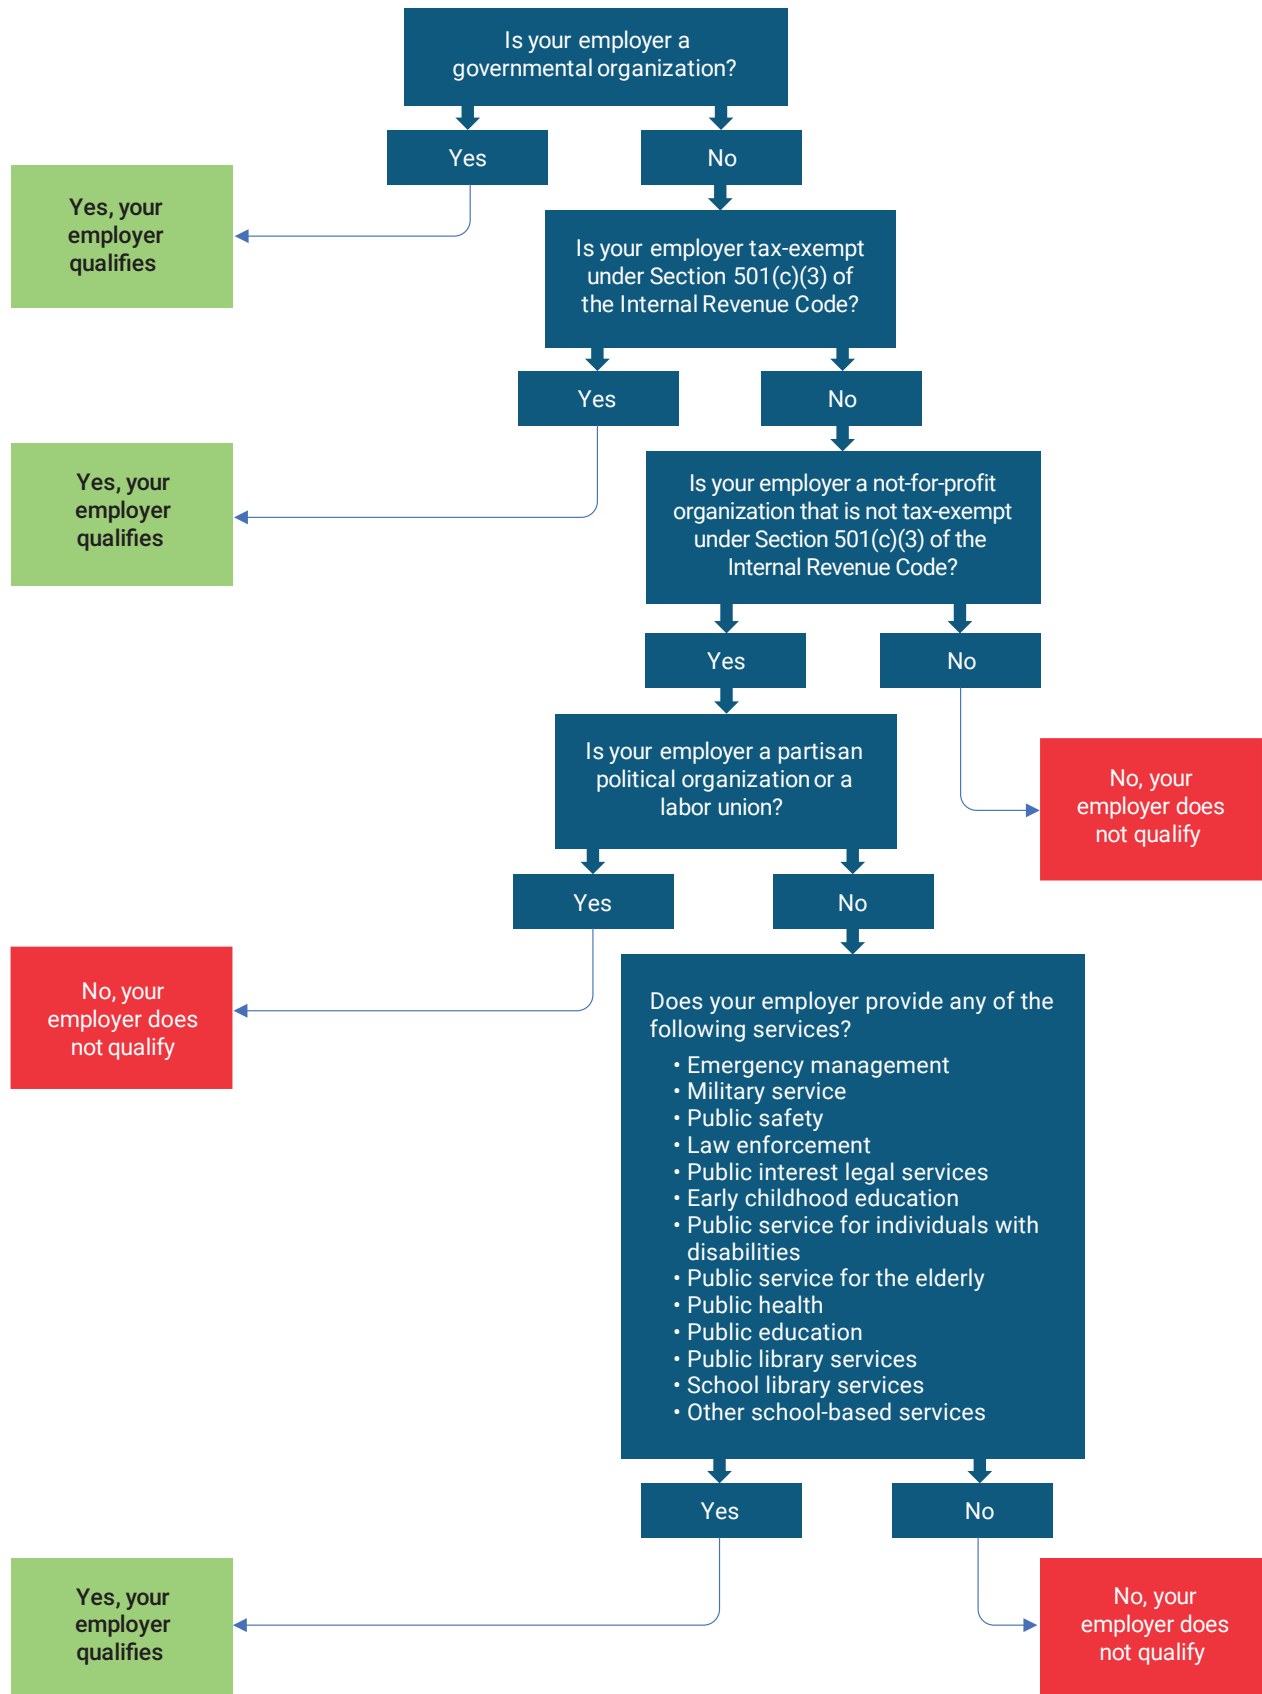 Is your employer a
governmental organization?
Yes
No
Yes, your
employer
qualifies
Is your employer tax-exempt
under Section 501(c)(3) of
the Internal Revenue Code?
Yes
No
Yes, your
employer
qualifies
Is your employer a not-for-profit
organization that is not tax-exempt
under Section 501(c)(3) of the
Internal Revenue Code?
Yes
No
Is your employer a partisan
political organization or a
labor union?
No, your
employer does
not qualify
Yes
No
No, your
employer does
not qualify
Does your employer provide any of the
following services?
• Emergency management
• Military service
• Public safety
• Law enforcement
• Public interest legal services
• Early childhood education
• Public service for individuals with
disabilities
• Public service for the elderly
• Public health
• Public education
• Public library services
• School library services
• Other school-based services
Yes
No
Yes, your
employer
qualifies
No, your
employer does
not qualify